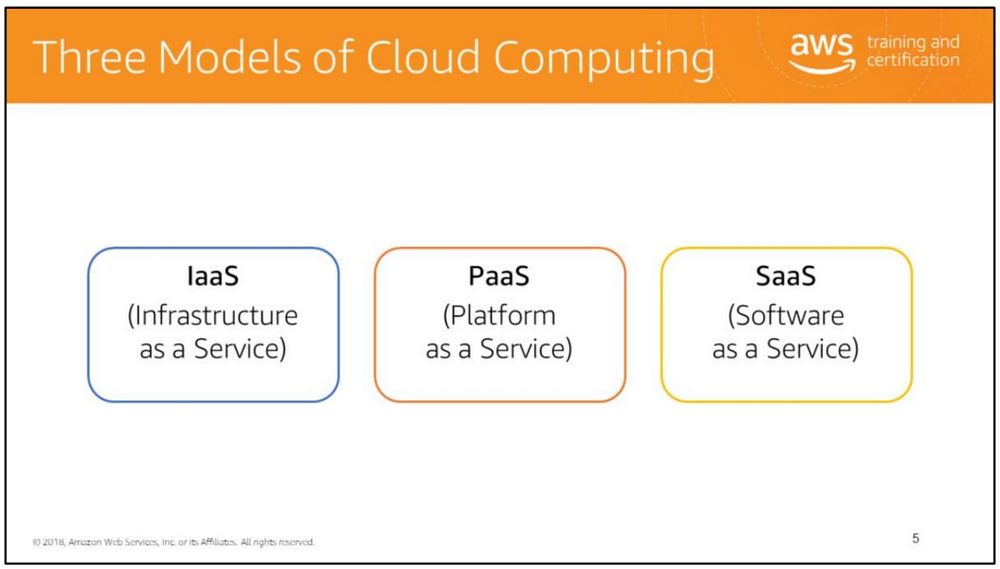 Three Models of Cloud Computing
aws training and
certification
IaaS
(Infrastructure
as a Service)
PaaS
(Platform
as a Service)
SaaS
(Software
as a Service)
© 2018, Amazon Web Services, Inc. or its Affiliates. All rights reserved.
5